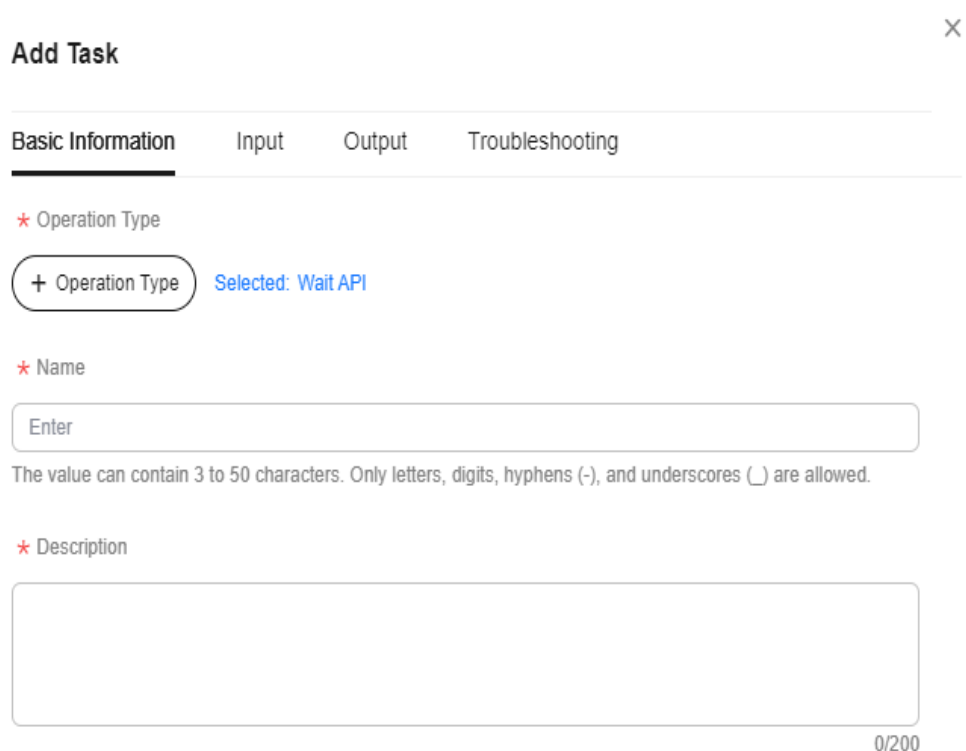 Add Task
Basic Information Input Output Troubleshooting
* Operation Type
+ Operation Type Selected: Wait API
* Name
Enter
The value can contain 3 to 50 characters. Only letters, digits, hyphens (-), and underscores (_) are allowed.
* Description
0/200